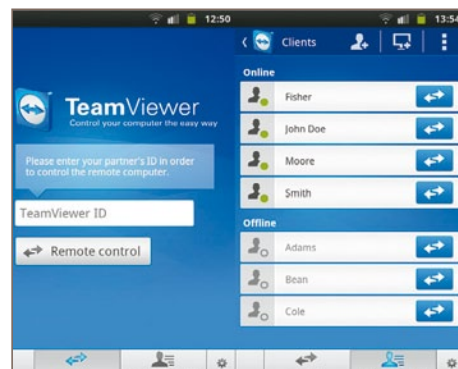 12:50
TeamViewer
Control your computer the easy way
Please enter your partner's ID in order
to control the remote computer.
TeamViewer ID
Remote control
13:54
Clients
Online
Fisher
John Doe
Moore
Smith
Offline
Adams
Bean
Cole